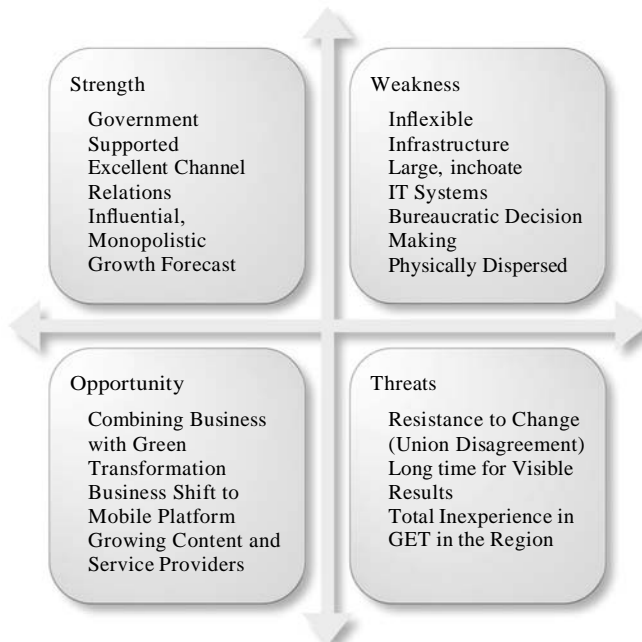 Strength
Government
Supported
Excellent Channel
Relations
Influential,
Monopolistic
Growth Forecast
Weakness
Inflexible
Infrastructure
Large, inchoate
IT Systems
Bureaucratic Decision
Making
Physically Dispersed
Opportunity
Combining Business
with Green
Transformation
Business Shift to
Mobile Platform
Growing Content and
Service Providers
Threats
Resistance to Change
(Union Disagreement)
Long time for Visible
Results
Total Inexperience in
GET in the Region